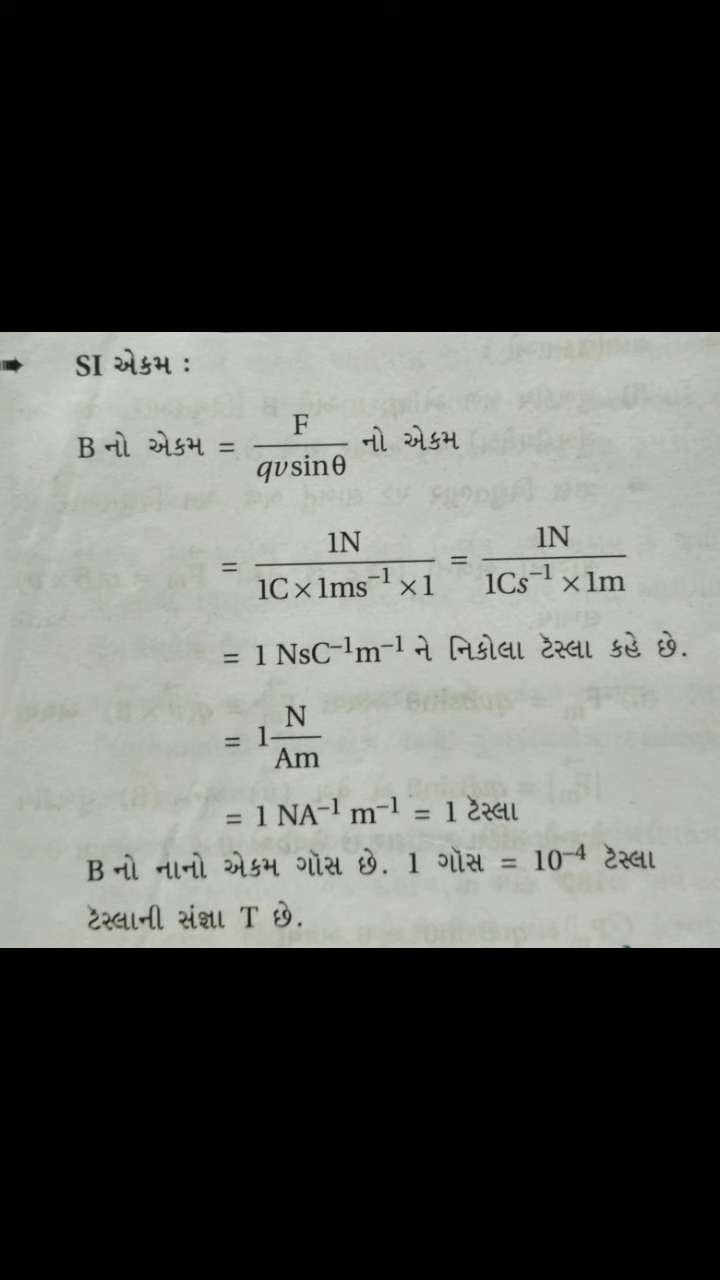 ➠ SI એકમ :
B નો એકમ = F / qvsinθ નો એકમ
= 1N / 1C×1ms⁻¹ ×1 = 1N / 1Cs⁻¹ ×1m
= 1 NsC⁻¹m⁻¹ ને નિકોલા ટૅસ્લા કહે છે.
= 1 N / Am
= 1 NA⁻¹ m⁻¹ = 1 ટૅસ્લા
B નો નાનો એકમ ગૉસ છે. 1 ગૉસ = 10⁻⁴ ટૅસ્લા
ટૅસ્લાની સંજ્ઞા T છે.